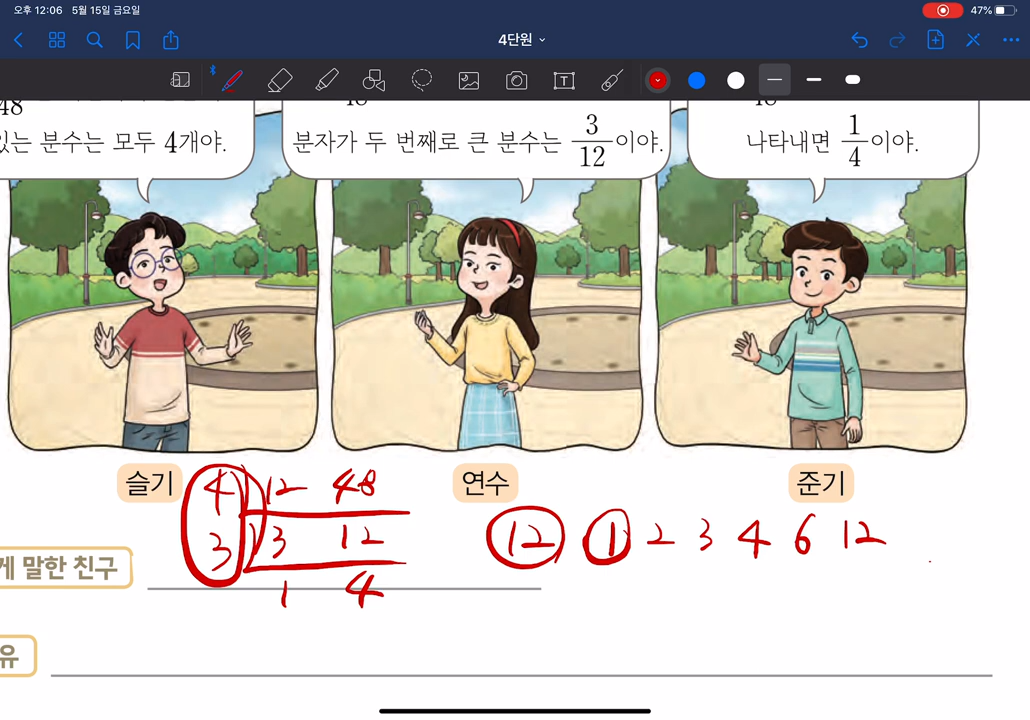 오후 12:06 5월 15일 금요일
47%
4단원
48
있는 분수는 모두 4개야.
분자가 두 번째로 큰 분수는 3/12이야.
나타내면 1/4이야.
슬기
연수
준기
4 12 48
3 3 12
1 4
12 1 2 3 4 6 12
게 말한 친구
유